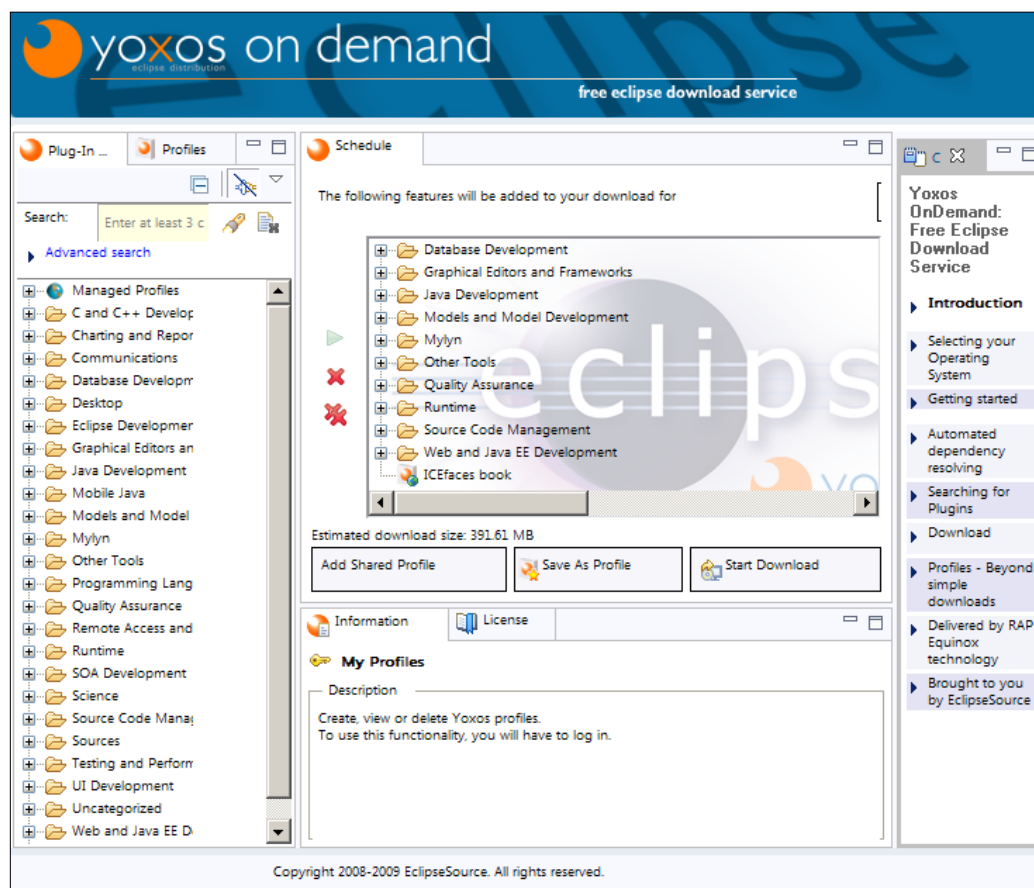 yoxos on demand
eclipse distribution
free eclipse download service
Plug-In ...
Profiles
Search:
Enter at least 3 c
Advanced search
Managed Profiles
C and C++ Develop
Charting and Repor
Communications
Database Developm
Desktop
Eclipse Developmer
Graphical Editors an
Java Development
Mobile Java
Models and Model
Mylyn
Other Tools
Programming Lang
Quality Assurance
Remote Access and
Runtime
SOA Development
Science
Source Code Manag
Sources
Testing and Perform
UI Development
Uncategorized
Web and Java EE D
Schedule
The following features will be added to your download for
Database Development
Graphical Editors and Frameworks
Java Development
Models and Model Development
Mylyn
Other Tools
Quality Assurance
Runtime
Source Code Management
Web and Java EE Development
ICEfaces book
eclips
yo
Estimated download size: 391.61 MB
Add Shared Profile
Save As Profile
Start Download
Information
License
My Profiles
Description
Create, view or delete Yoxos profiles.
To use this functionality, you will have to log in.
c
Yoxos
OnDemand:
Free Eclipse
Download
Service
Introduction
Selecting your
Operating
System
Getting started
Automated
dependency
resolving
Searching for
Plugins
Download
Profiles - Beyond
simple
downloads
Delivered by RAP
Equinox
technology
Brought to you
by EclipseSource
Copyright 2008-2009 EclipseSource. All rights reserved.